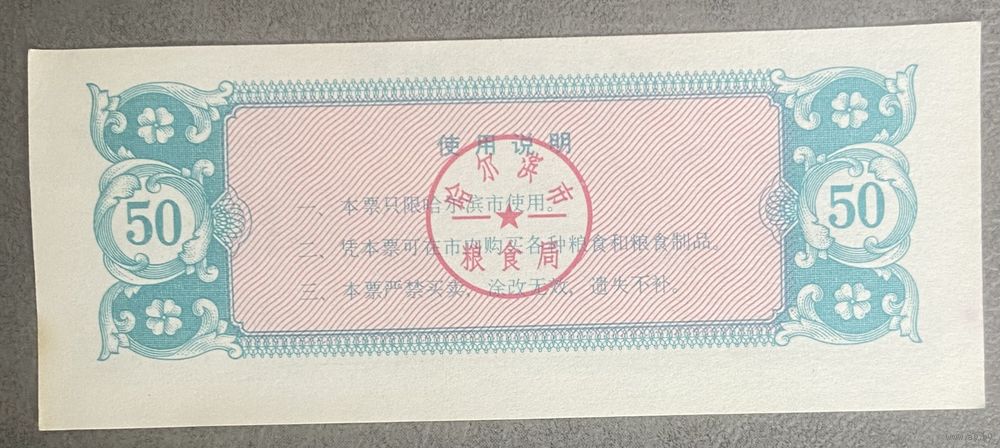 使用说明
哈尔滨市
粮食局
50
50
一、本票只限哈尔滨市使用。
二、凭本票可在市内购买各种粮食和粮食制品。
三、本票严禁买卖，涂改无效，遗失不补。